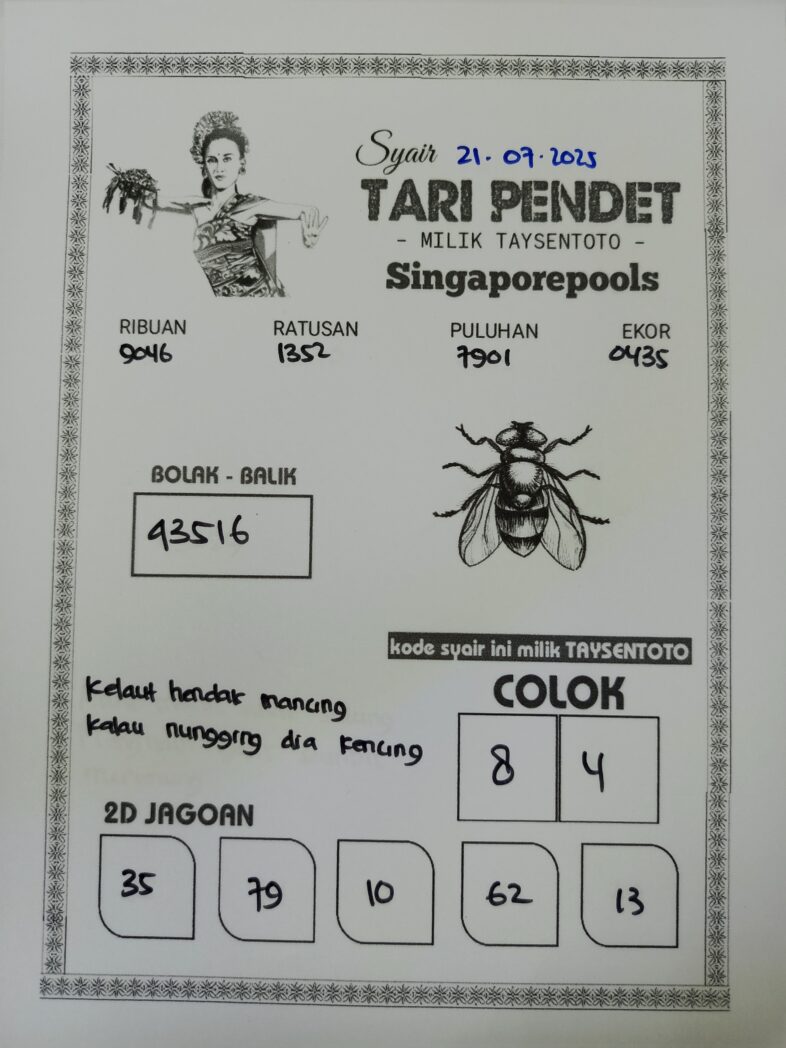 Syair 21.07.2025
TARI PENDET
- MILIK TAYSENTOTO -
Singaporepools
RIBUAN RATUSAN PULUHAN EKOR
9046 1352 7901 0435
BOLAK - BALIK
93516
kode syair ini milik TAYSENTOTO
COLOK
8 4
Kelaut hendak mancing
kalau nungging dia kencing
2D JAGOAN
35 79 10 62 13